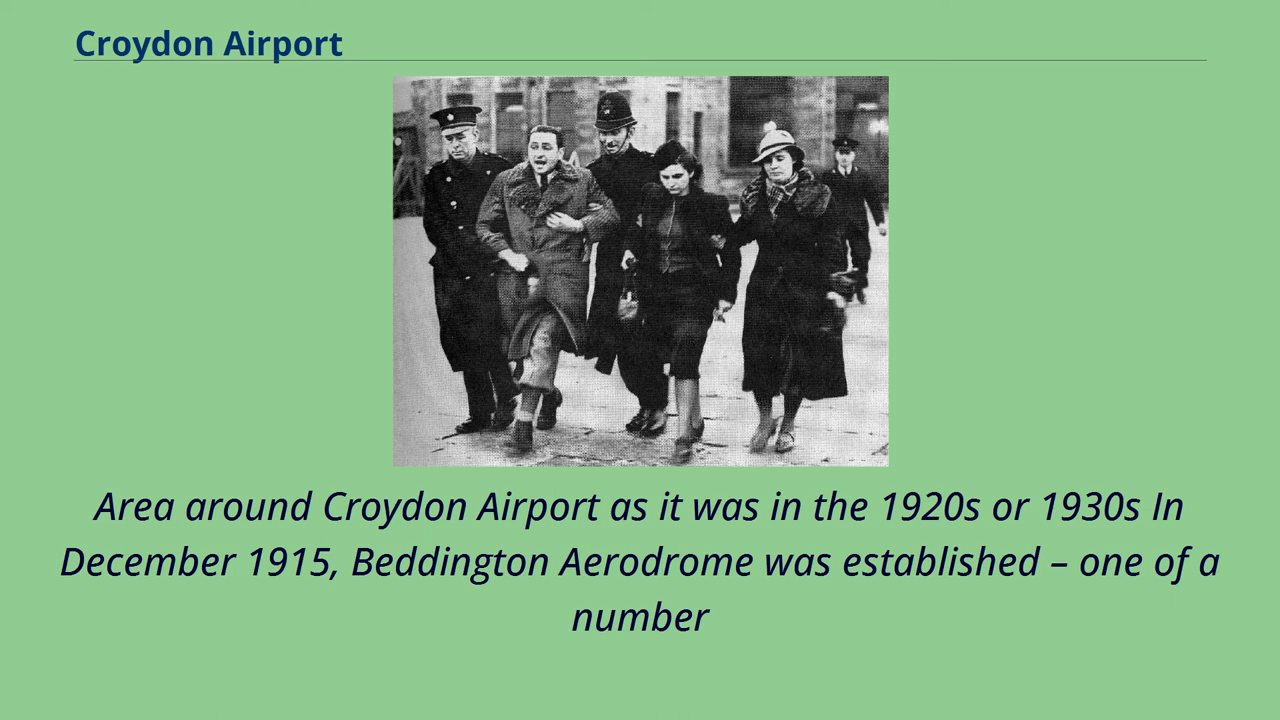 Croydon Airport
Area around Croydon Airport as it was in the 1920s or 1930s In
December 1915, Beddington Aerodrome was established – one of a
number